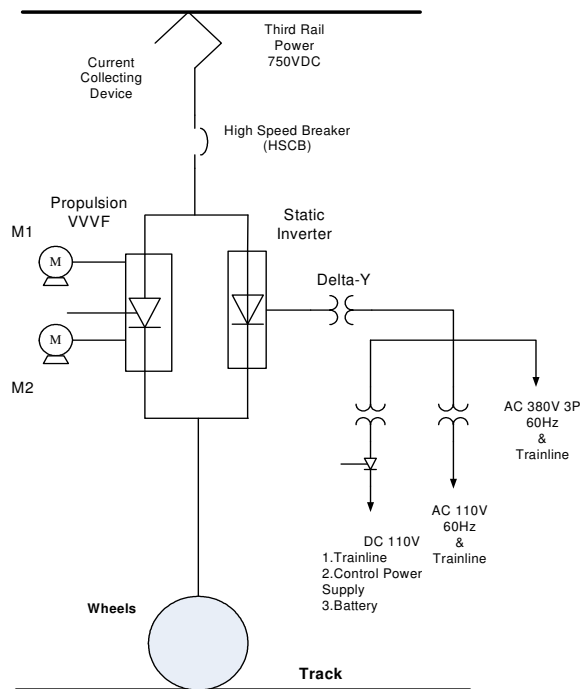 Third Rail
Power
750VDC
Current
Collecting
Device
High Speed Breaker
(HSCB)
Propulsion
VVVF
Static
Inverter
M1
M
Delta-Y
M
M2
AC 380V 3P
60Hz
&
Trainline
AC 110V
60Hz
&
Trainline
DC 110V
1.Trainline
2.Control Power
Supply
3.Battery
Wheels
Track